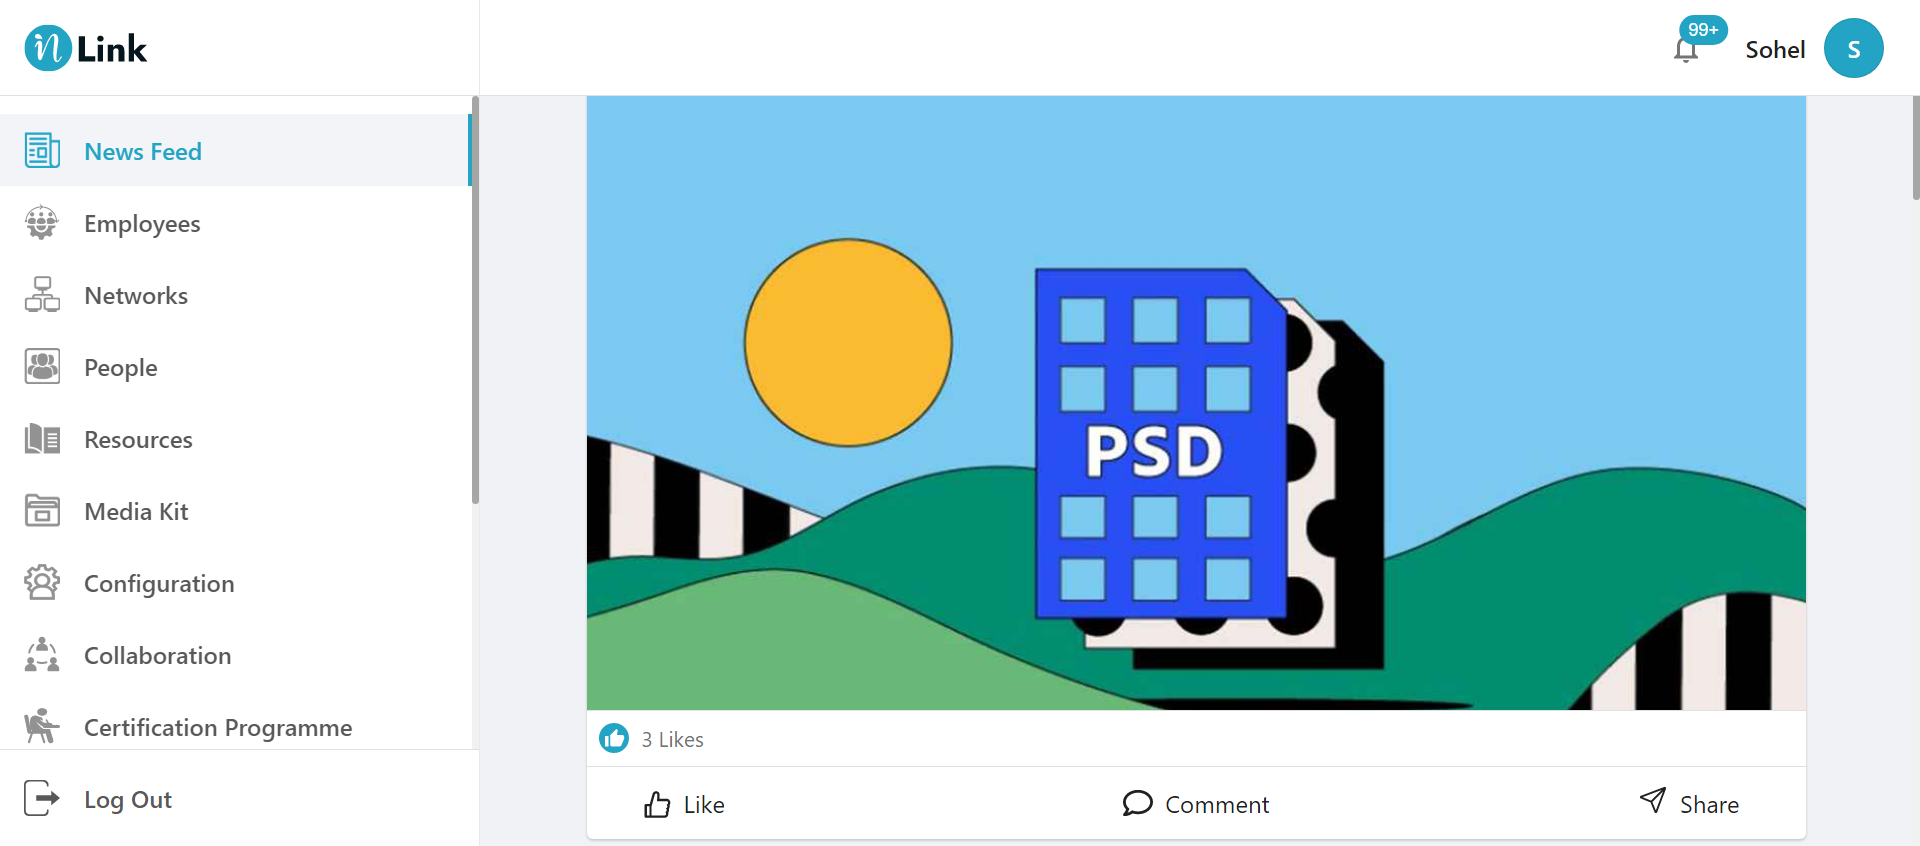 n Link
99+
Sohel
S
News Feed
Employees
Networks
People
Resources
Media Kit
Configuration
Collaboration
Certification Programme
Log Out
PSD
3 Likes
Like
Comment
Share